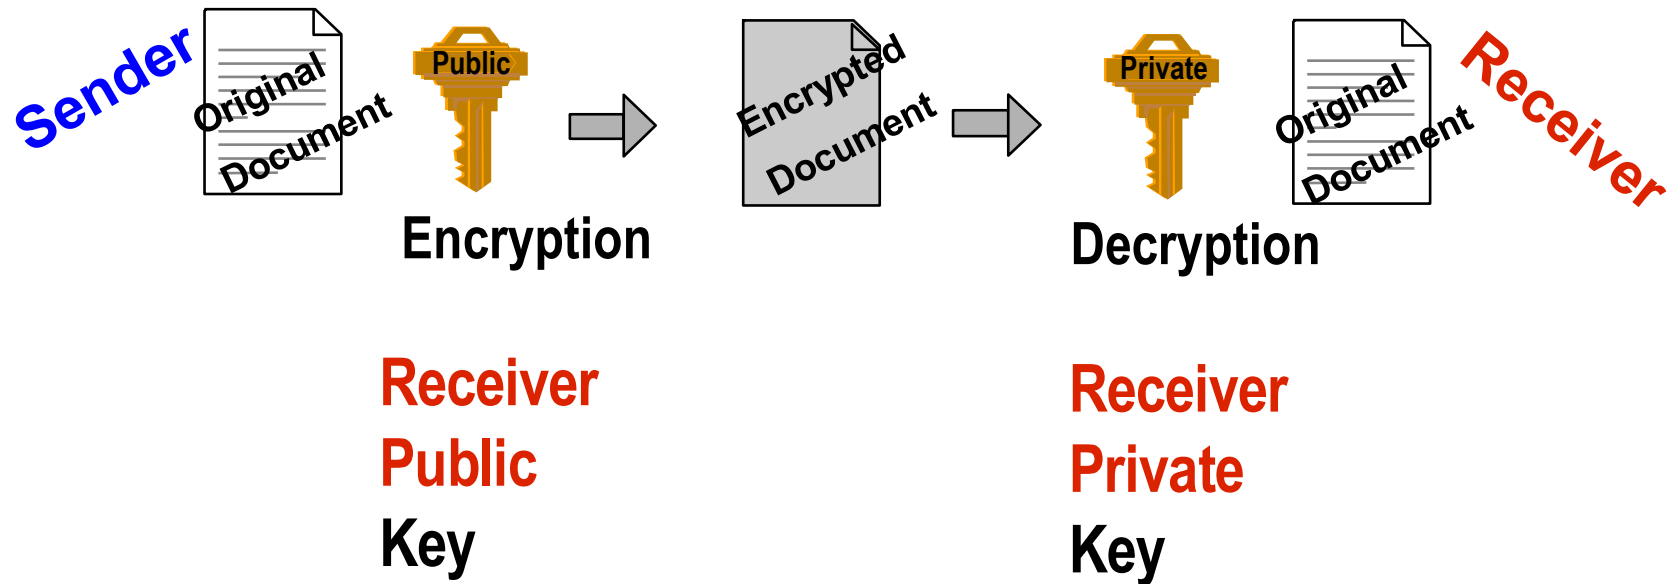 Sender
Original
Document
Public
Encrypted
Document
Private
Original
Document
Receiver
Encryption
Decryption
Receiver
Public
Key
Receiver
Private
Key